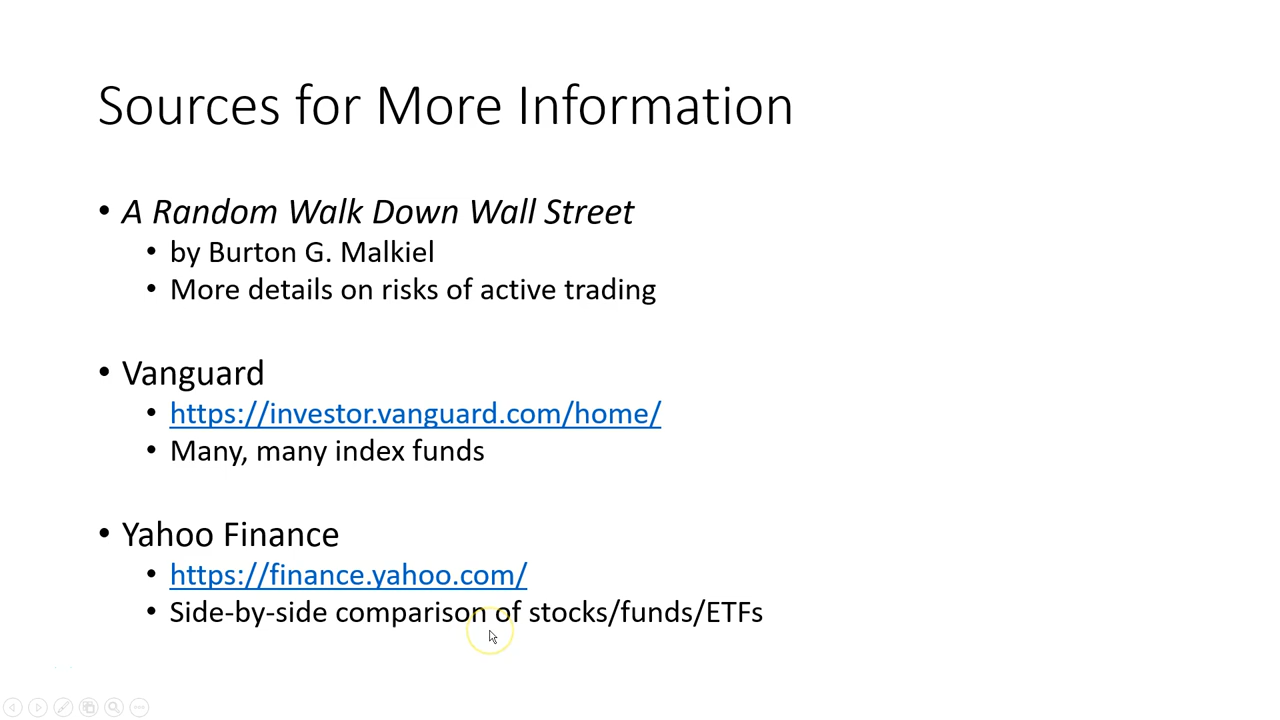 Sources for More Information
• A Random Walk Down Wall Street
• by Burton G. Malkiel
• More details on risks of active trading
• Vanguard
• https://investor.vanguard.com/home/
• Many, many index funds
• Yahoo Finance
• https://finance.yahoo.com/
• Side-by-side comparison of stocks/funds/ETFs